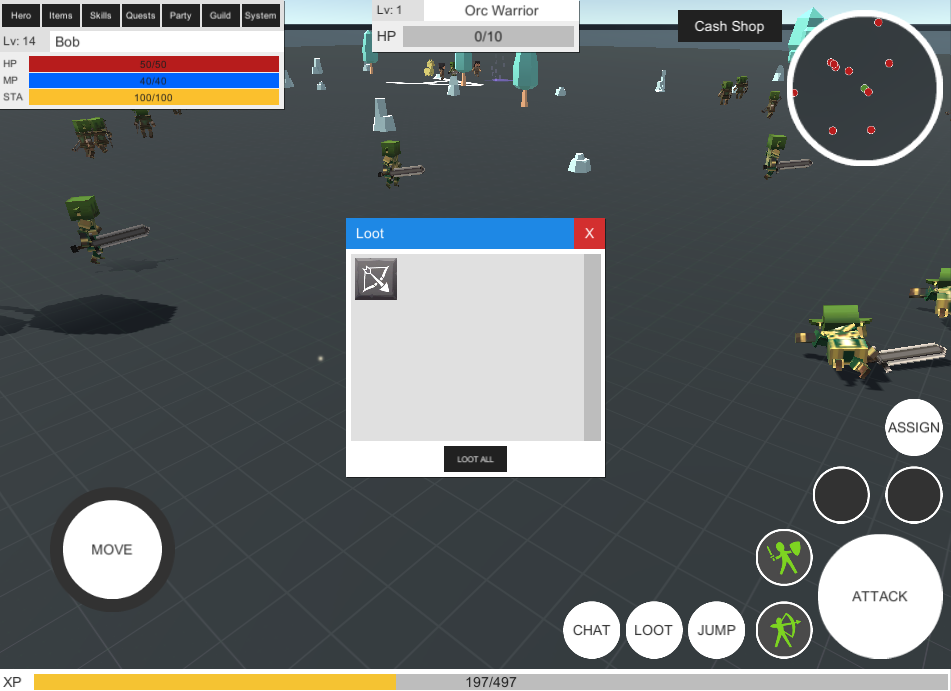 Hero Items Skills Quests Party Guild System
Lv: 14 Bob
HP 50/50
MP 40/40
STA 100/100
Lv: 1 Orc Warrior
HP 0/10
Cash Shop
Loot X
LOOT ALL
ASSIGN
MOVE
ATTACK
CHAT LOOT JUMP
XP 197/497